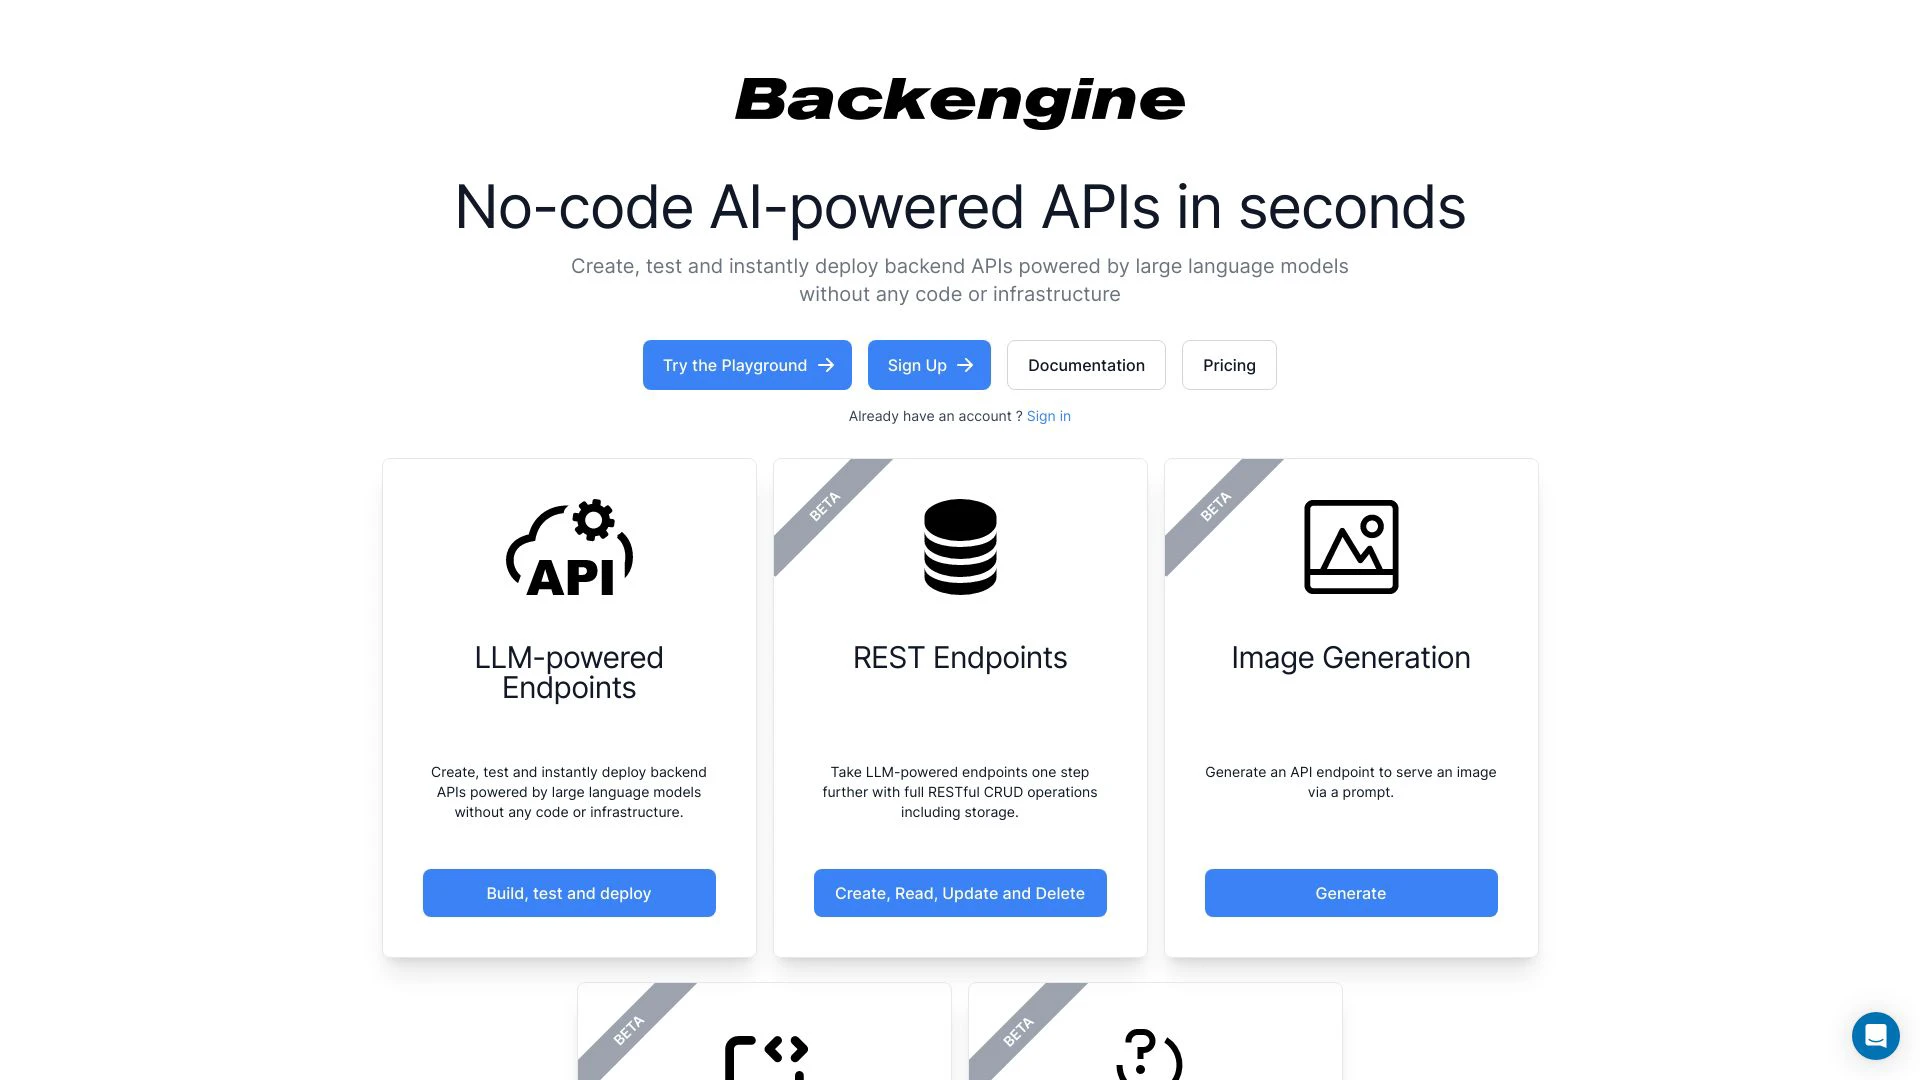 Backengine
No-code AI-powered APIs in seconds
Create, test and instantly deploy backend APIs powered by large language models
without any code or infrastructure
Try the Playground
Sign Up
Documentation
Pricing
Already have an account ? Sign in
API
LLM-powered
Endpoints
Create, test and instantly deploy backend
APIs powered by large language models
without any code or infrastructure.
Build, test and deploy
BETA
REST Endpoints
Take LLM-powered endpoints one step
further with full RESTful CRUD operations
including storage.
Create, Read, Update and Delete
BETA
Image Generation
Generate an API endpoint to serve an image
via a prompt.
Generate
BETA
BETA